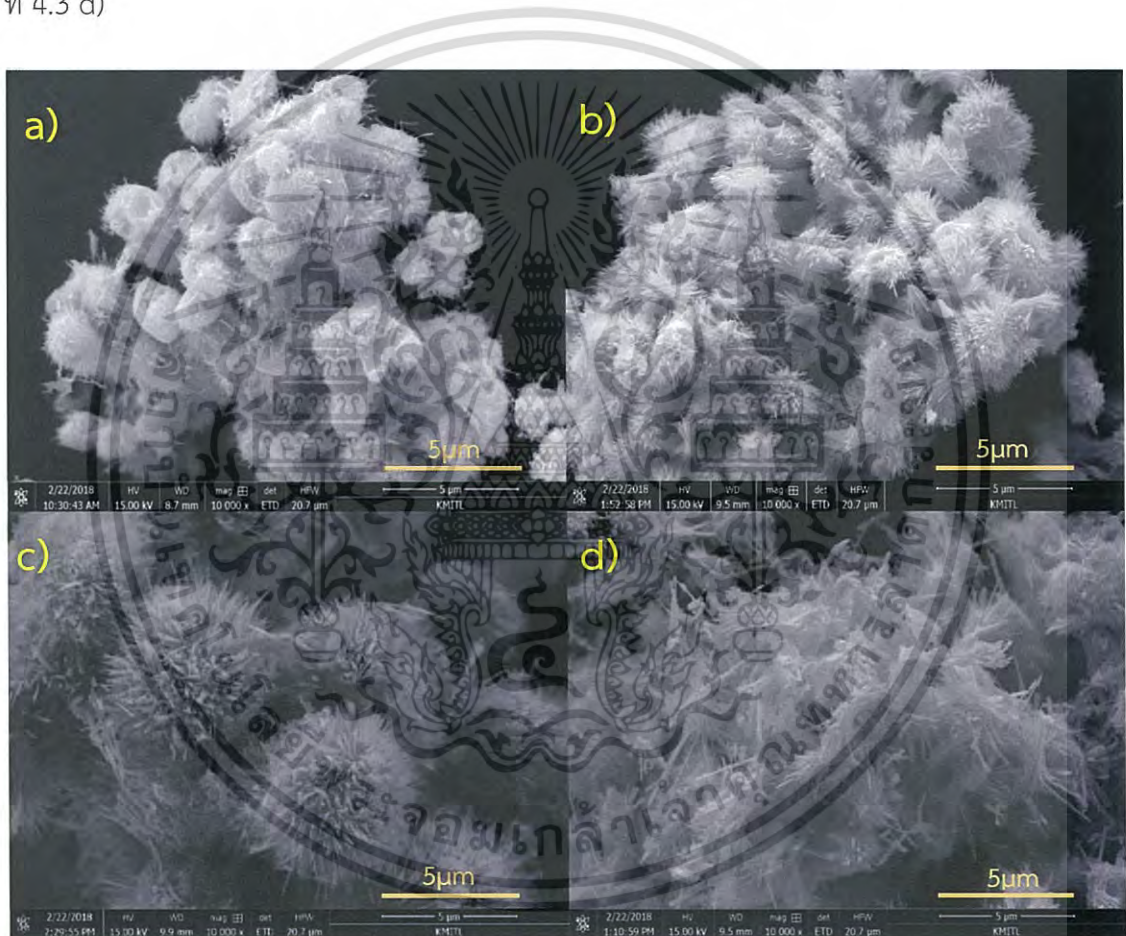 ที่ 4.3 d)
a)
5µm
2/22/2018 HV WD mag det HFW 5 µm
10:30:43 AM 15.00 kV 8.7 mm 10 000 x ETD 20.7 µm KMITL
b)
5µm
2/22/2018 HV WD mag det HFW 5 µm
1:52:58 PM 15.00 kV 9.5 mm 10 000 x ETD 20.7 µm KMITL
c)
5µm
2/22/2018 HV WD mag det HFW 5 µm
2:29:55 PM 15.00 kV 9.9 mm 10 000 x ETD 20.7 µm KMITL
d)
5µm
2/22/2018 HV WD mag det HFW 5 µm
1:10:59 PM 15.00 kV 9.5 mm 10 000 x ETD 20.7 µm KMITL